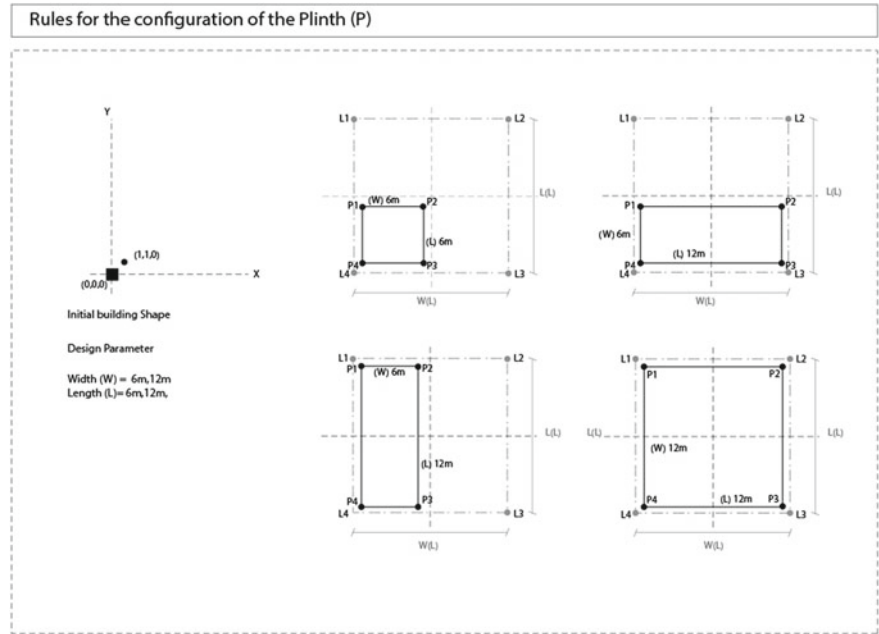 Rules for the configuration of the Plinth (P)
Y
(1,1,0)
X
(0,0,0)
Initial building Shape
Design Parameter
Width (W) = 6m,12m
Length (L)= 6m,12m,
L1
L2
P1
(W) 6m
P2
L(L)
(L) 6m
P4
P3
L4
L3
W(L)
L1
L2
P1
P2
L(L)
(W) 6m
(L) 12m
P4
P3
L4
L3
W(L)
L1
L2
P1
(W) 6m
P2
L(L)
(L) 12m
P4
P3
L4
L3
W(L)
L1
L2
P1
P2
L(L)
L(L)
(W) 12m
P4
(L) 12m
P3
L4
L3
W(L)